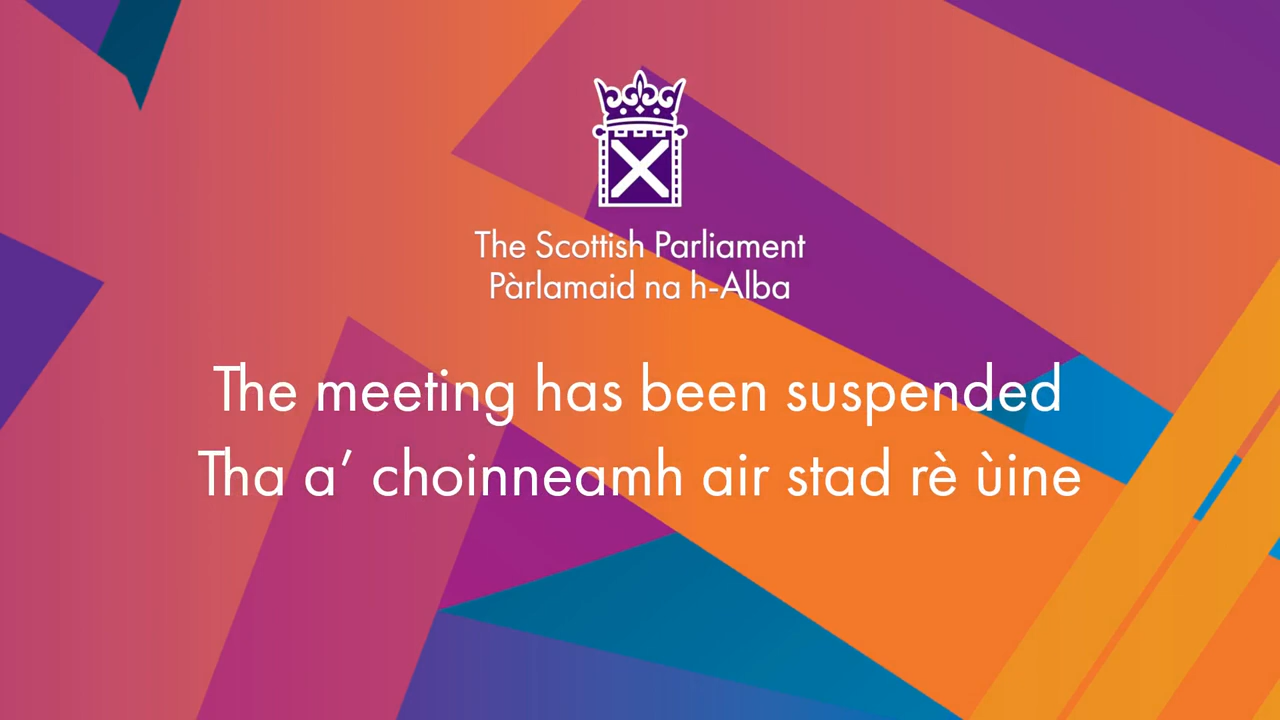 The Scottish Parliament
Pàrlamaid na h-Alba
The meeting has been suspended
Tha a’ choinneamh air stad rè ùine